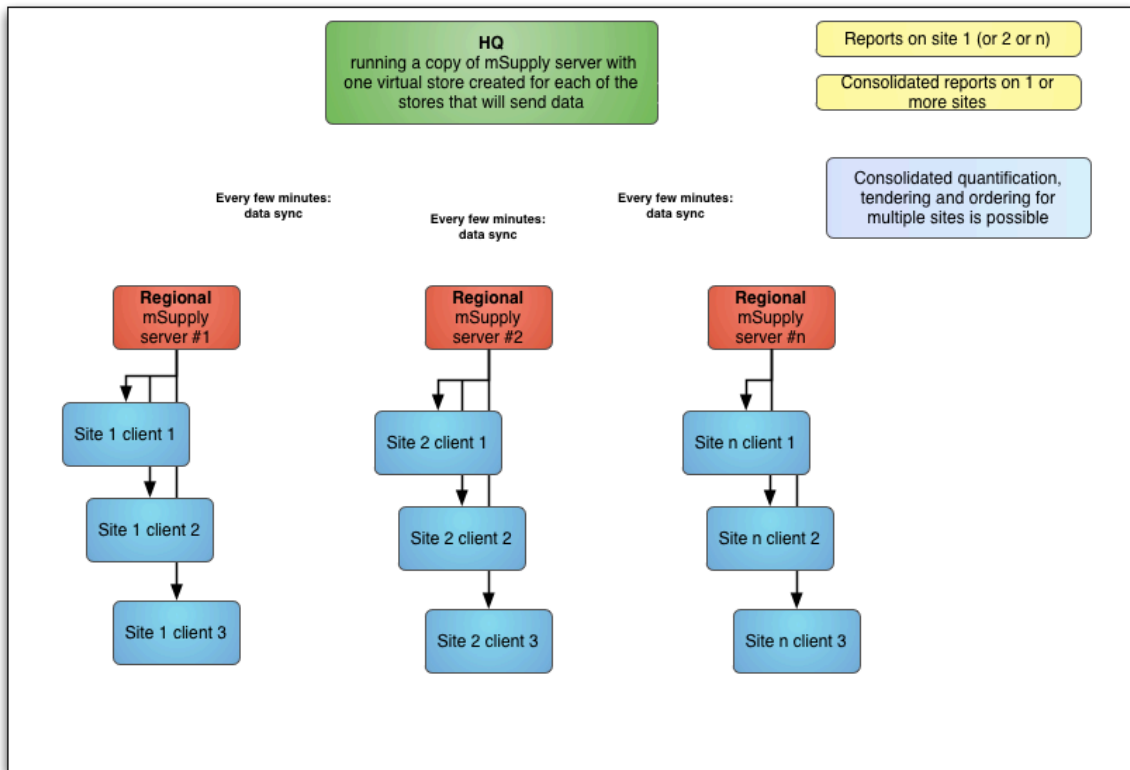 HQ
running a copy of mSupply server with
one virtual store created for each of the
stores that will send data
Reports on site 1 (or 2 or n)
Consolidated reports on 1 or
more sites
Consolidated quantification,
tendering and ordering for
multiple sites is possible
Every few minutes:
data sync
Every few minutes:
data sync
Every few minutes:
data sync
Regional
mSupply
server #1
Regional
mSupply
server #2
Regional
mSupply
server #n
Site 1 client 1
Site 2 client 1
Site n client 1
Site 1 client 2
Site 2 client 2
Site n client 2
Site 1 client 3
Site 2 client 3
Site n client 3